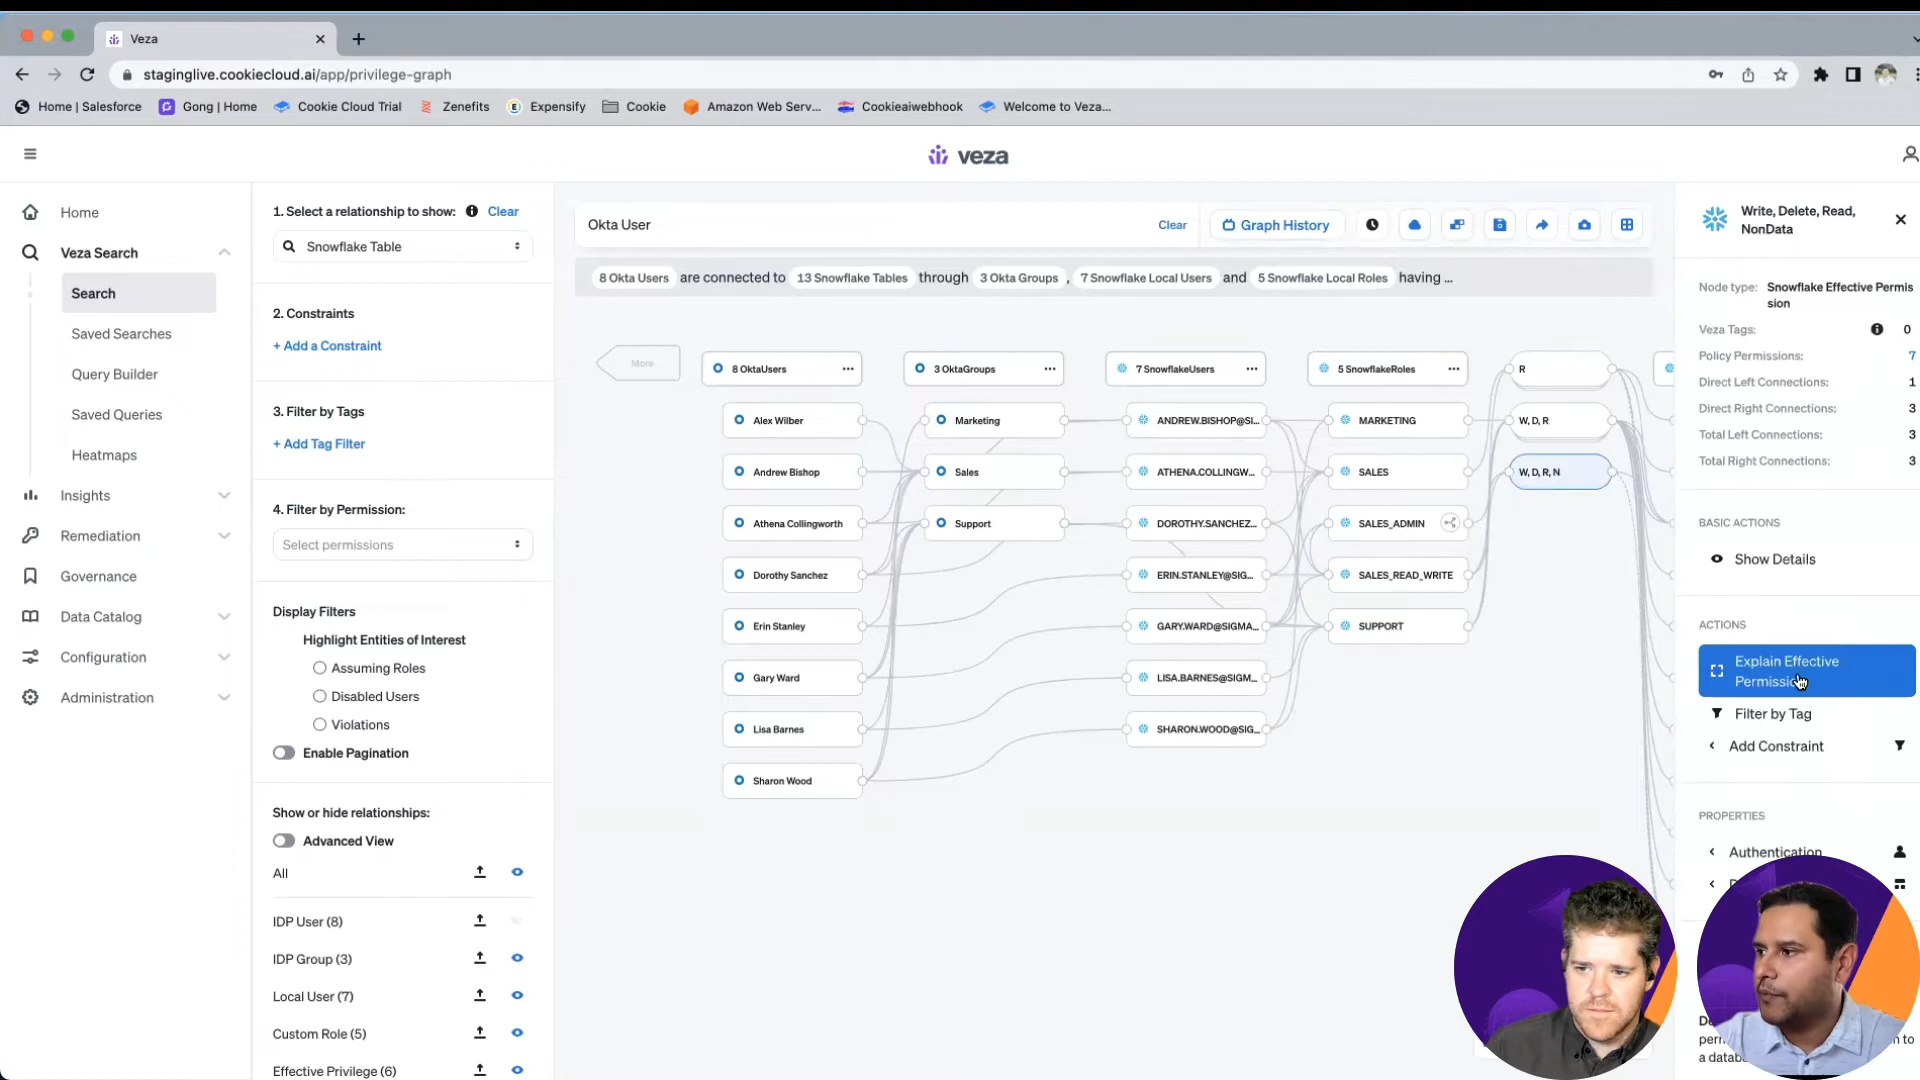 Veza
staginglive.cookiecloud.ai/app/privilege-graph
Home | Salesforce
Gong | Home
Cookie Cloud Trial
Zenefits
Expensify
Cookie
Amazon Web Serv...
Cookieaiwebhook
Welcome to Veza...
veza
Home
Veza Search
Search
Saved Searches
Query Builder
Saved Queries
Heatmaps
Insights
Remediation
Governance
Data Catalog
Configuration
Administration
1. Select a relationship to show:
Clear
Snowflake Table
2. Constraints
+ Add a Constraint
3. Filter by Tags
+ Add Tag Filter
4. Filter by Permission:
Select permissions
Display Filters
Highlight Entities of Interest
Assuming Roles
Disabled Users
Violations
Enable Pagination
Show or hide relationships:
Advanced View
All
IDP User (8)
IDP Group (3)
Local User (7)
Custom Role (5)
Effective Privilege (6)
Okta User
Clear
Graph History
8 Okta Users are connected to 13 Snowflake Tables through 3 Okta Groups , 7 Snowflake Local Users and 5 Snowflake Local Roles having ...
More
8 OktaUsers
Alex Wilber
Andrew Bishop
Athena Collingworth
Dorothy Sanchez
Erin Stanley
Gary Ward
Lisa Barnes
Sharon Wood
3 OktaGroups
Marketing
Sales
Support
7 SnowflakeUsers
ANDREW.BISHOP@SI...
ATHENA.COLLINGW...
DOROTHY.SANCHEZ...
ERIN.STANLEY@SIG...
GARY.WARD@SIGMA...
LISA.BARNES@SIGM...
SHARON.WOOD@SIG...
5 SnowflakeRoles
MARKETING
SALES
SALES_ADMIN
SALES_READ_WRITE
SUPPORT
R
W, D, R
W, D, R, N
Write, Delete, Read,
NonData
Node type: Snowflake Effective Permis
sion
Veza Tags: 0
Policy Permissions: 7
Direct Left Connections: 1
Direct Right Connections: 3
Total Left Connections: 3
Total Right Connections: 3
BASIC ACTIONS
Show Details
ACTIONS
Explain Effective
Permissio
Filter by Tag
Add Constraint
PROPERTIES
Authentication
to
a datab